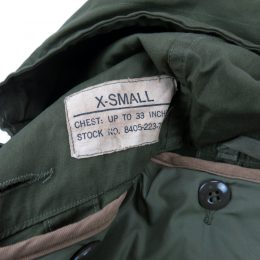 X-SMALL
CHEST: UP TO 33 INCH
STOCK NO. 8405-223-